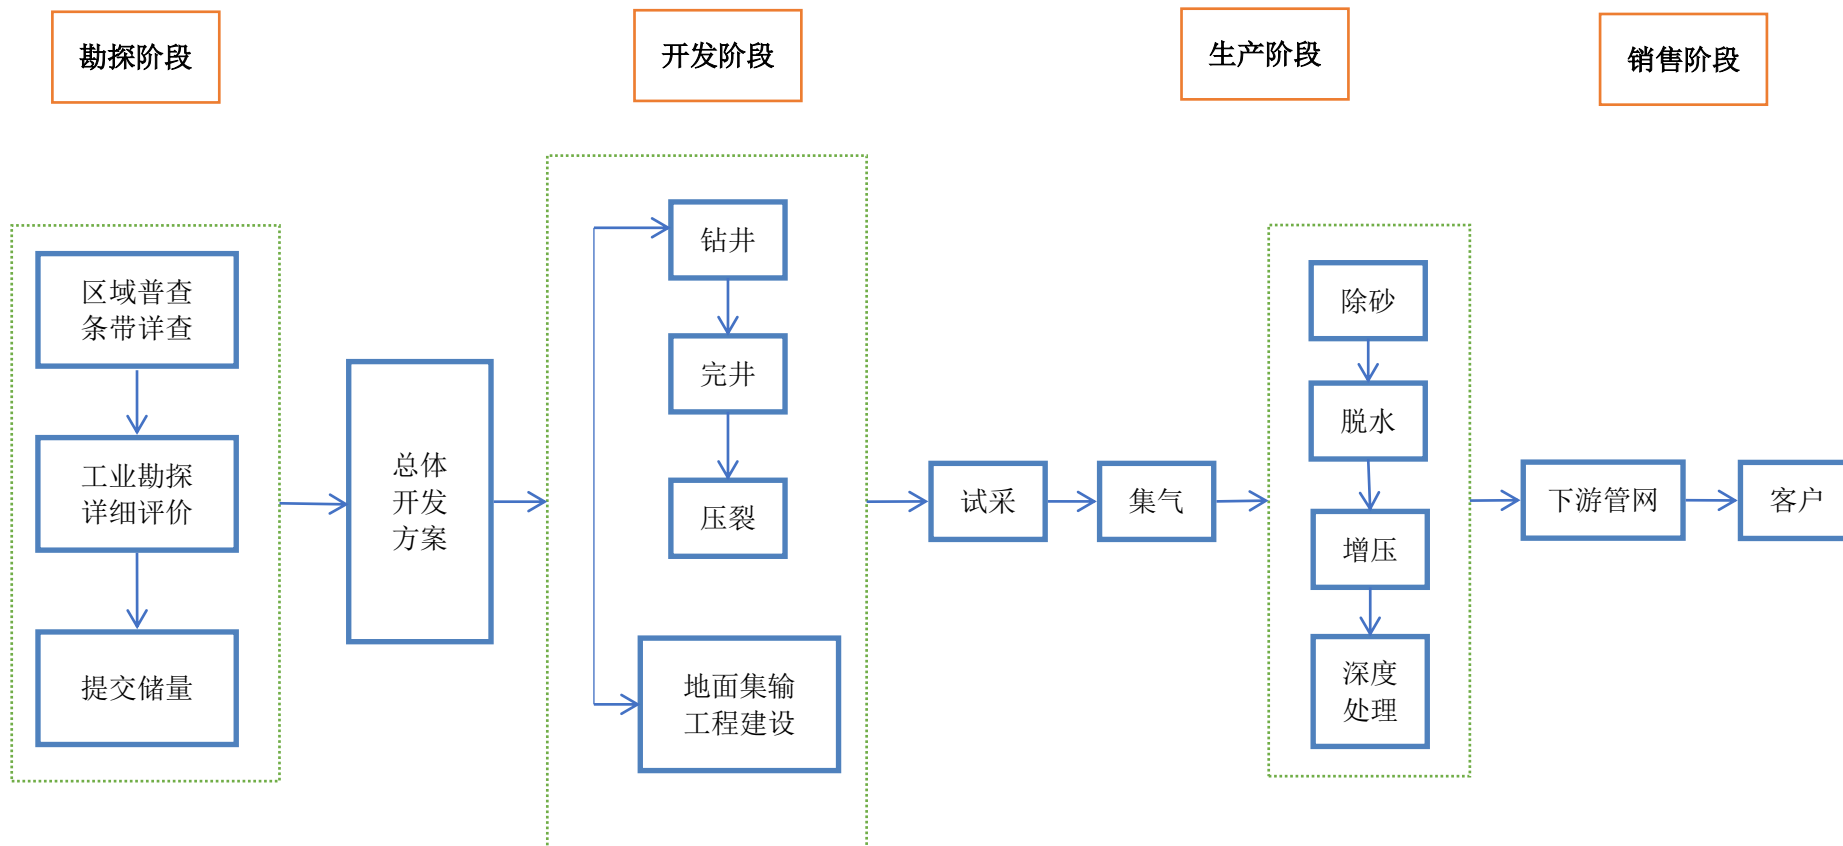 勘探阶段
开发阶段
生产阶段
销售阶段
区域普查
条带详查
工业勘探
详细评价
提交储量
总体
开发
方案
钻井
完井
压裂
地面集输
工程建设
试采
集气
除砂
脱水
增压
深度
处理
下游管网
客户